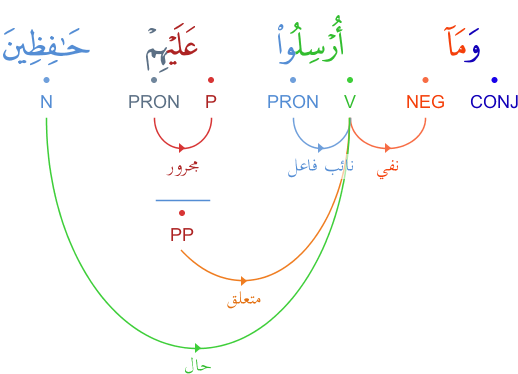 وَمَآ أُرْسِلُوا۟ عَلَيْهِمْ حَـٰفِظِينَ
CONJ NEG V PRON P PRON N
نفي نائب فاعل مجرور
PP
متعلق
حال